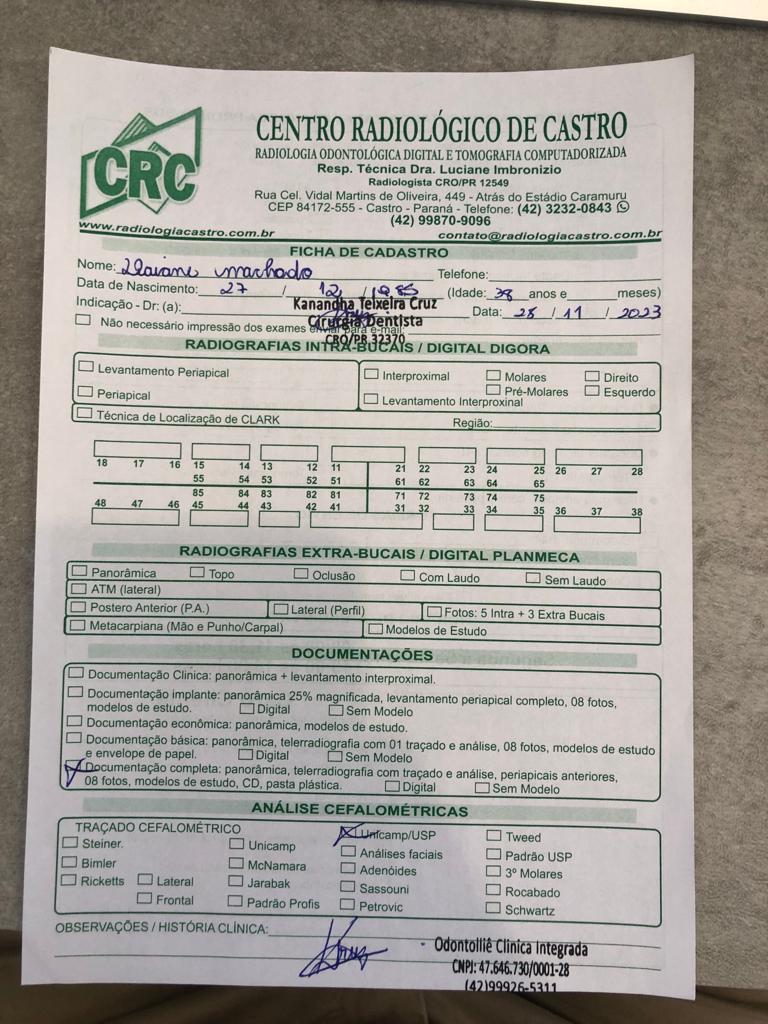 CRC
CENTRO RADIOLÓGICO DE CASTRO
RADIOLOGIA ODONTOLÓGICA DIGITAL E TOMOGRAFIA COMPUTADORIZADA
Resp. Técnica Dra. Luciane Imbronizio
Radiologista CRO/PR 12549
Rua Cel. Vidal Martins de Oliveira, 449 - Atrás do Estádio Caramuru
CEP 84172-555 - Castro - Paraná - Telefone: (42) 3232-0843
(42) 99870-9096
www.radiologiacastro.com.br contato@radiologiacastro.com.br
FICHA DE CADASTRO
Nome: machado Telefone:
Data de Nascimento: 27 / 12 / 1985 (Idade: anos e meses)
Indicação - Dr: (a): Kanandha Teixeira Cruz Data: 28 / 11 / 2023
Cirurgiã Dentista
Não necessário impressão dos exames enviar para e-mail:
CRO/PR 32370
RADIOGRAFIAS INTRA-BUCAIS / DIGITAL DIGORA
Levantamento Periapical Interproximal Molares Direito
Periapical Pré-Molares Esquerdo
Levantamento Interproxinal
Técnica de Localização de CLARK Região:
18 17 16 15 14 13 12 11 21 22 23 24 25 26 27 28
55 54 53 52 51 61 62 63 64 65
85 84 83 82 81 71 72 73 74 75
48 47 46 45 44 43 42 41 31 32 33 34 35 36 37 38
RADIOGRAFIAS EXTRA-BUCAIS / DIGITAL PLANMECA
Panorâmica Topo Oclusão Com Laudo Sem Laudo
ATM (lateral)
Postero Anterior (P.A.) Lateral (Perfil) Fotos: 5 Intra + 3 Extra Bucais
Metacarpiana (Mão e Punho/Carpal) Modelos de Estudo
DOCUMENTAÇÕES
Documentação Clinica: panorâmica + levantamento interproximal.
Documentação implante: panorâmica 25% magnificada, levantamento periapical completo, 08 fotos,
modelos de estudo. Digital Sem Modelo
Documentação econômica: panorâmica, modelos de estudo.
Documentação básica: panorâmica, telerradiografia com 01 traçado e análise, 08 fotos, modelos de estudo
e envelope de papel. Digital Sem Modelo
Documentação completa: panorâmica, telerradiografia com traçado e análise, periapicais anteriores,
08 fotos, modelos de estudo, CD, pasta plástica. Digital Sem Modelo
ANÁLISE CEFALOMÉTRICAS
TRAÇADO CEFALOMÉTRICO
Steiner. Unicamp Unicamp/USP Tweed
Bimler McNamara Análises faciais Padrão USP
Ricketts Lateral Jarabak Adenóides 3º Molares
Frontal Padrão Profis Sassouni Rocabado
Petrovic Schwartz
OBSERVAÇÕES / HISTÓRIA CLÍNICA:
Odontolliê Clinica Integrada
CNPJ: 47.646.730/0001-28
(42)99926-5311